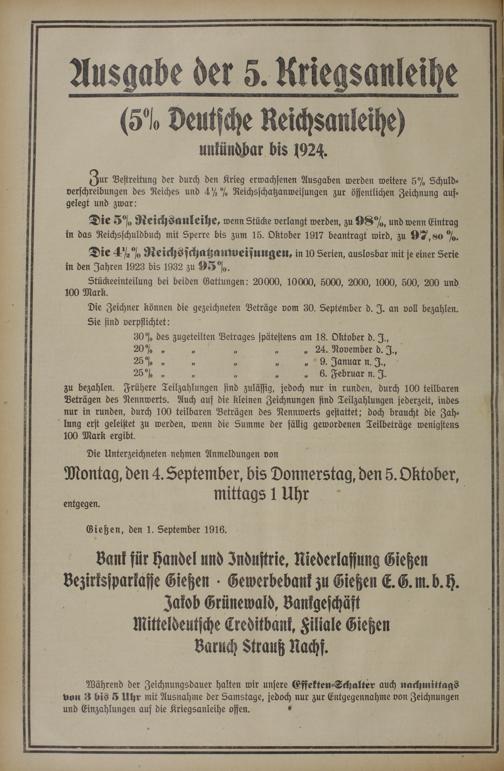 Ausgabe der 5. Kriegsanleihe
(5% Deutsche Reichsanleihe)
unkündbar bis 1924.
Zur Bestreitung der durch den Krieg erwachsenen Ausgaben werden weitere 5% Schuld-
verschreibungen des Reiches und 4½% Reichsschatzanweisungen zur öffentlichen Zeichnung auf-
gelegt und zwar:
Die 5% Reichsanleihe, wenn Stücke verlangt werden, zu 98%, und wenn Eintrag
in das Reichsschuldbuch mit Sperre bis zum 15. Oktober 1917 beantragt wird, zu 97,80 %.
Die 4½% Reichsschatzanweisungen, in 10 Serien, auslosbar mit je einer Serie
in den Jahren 1923 bis 1932 zu 95%.
Stückeeinteilung bei beiden Gattungen: 20000, 10000, 5000, 2000, 1000, 500, 200 und
100 Mark.
Die Zeichner können die gezeichneten Beträge vom 30. September d. J. an voll bezahlen.
Sie sind verpflichtet:
30% des zugeteilten Betrages spätestens am 18. Oktober d. J.,
20% „ „ „ „ „ 24. November d. J.,
25% „ „ „ „ „ 9. Januar n. J.,
25% „ „ „ „ „ 6. Februar n. J.
zu bezahlen. Frühere Teilzahlungen sind zulässig, jedoch nur in runden, durch 100 teilbaren
Beträgen des Nennwerts. Auch auf die kleinen Zeichnungen sind Teilzahlungen jederzeit, indes
nur in runden, durch 100 teilbaren Beträgen des Nennwerts gestattet; doch braucht die Zah-
lung erst geleistet zu werden, wenn die Summe der fällig gewordenen Teilbeträge wenigstens
100 Mark ergibt.
Die Unterzeichneten nehmen Anmeldungen von
Montag, den 4. September, bis Donnerstag, den 5. Oktober,
mittags 1 Uhr
entgegen.
Gießen, den 1. September 1916.
Bank für Handel und Industrie, Niederlassung Gießen
Bezirkssparkasse Gießen · Gewerbebank zu Gießen E. G. m. b. H.
Jakob Grünewald, Bankgeschäft
Mitteldeutsche Creditbank, Filiale Gießen
Baruch Strauß Nachf.
Während der Zeichnungsdauer halten wir unsere Effekten-Schalter auch nachmittags
von 3 bis 5 Uhr mit Ausnahme der Samstage, jedoch nur zur Entgegennahme von Zeichnungen
und Einzahlungen auf die Kriegsanleihe offen.